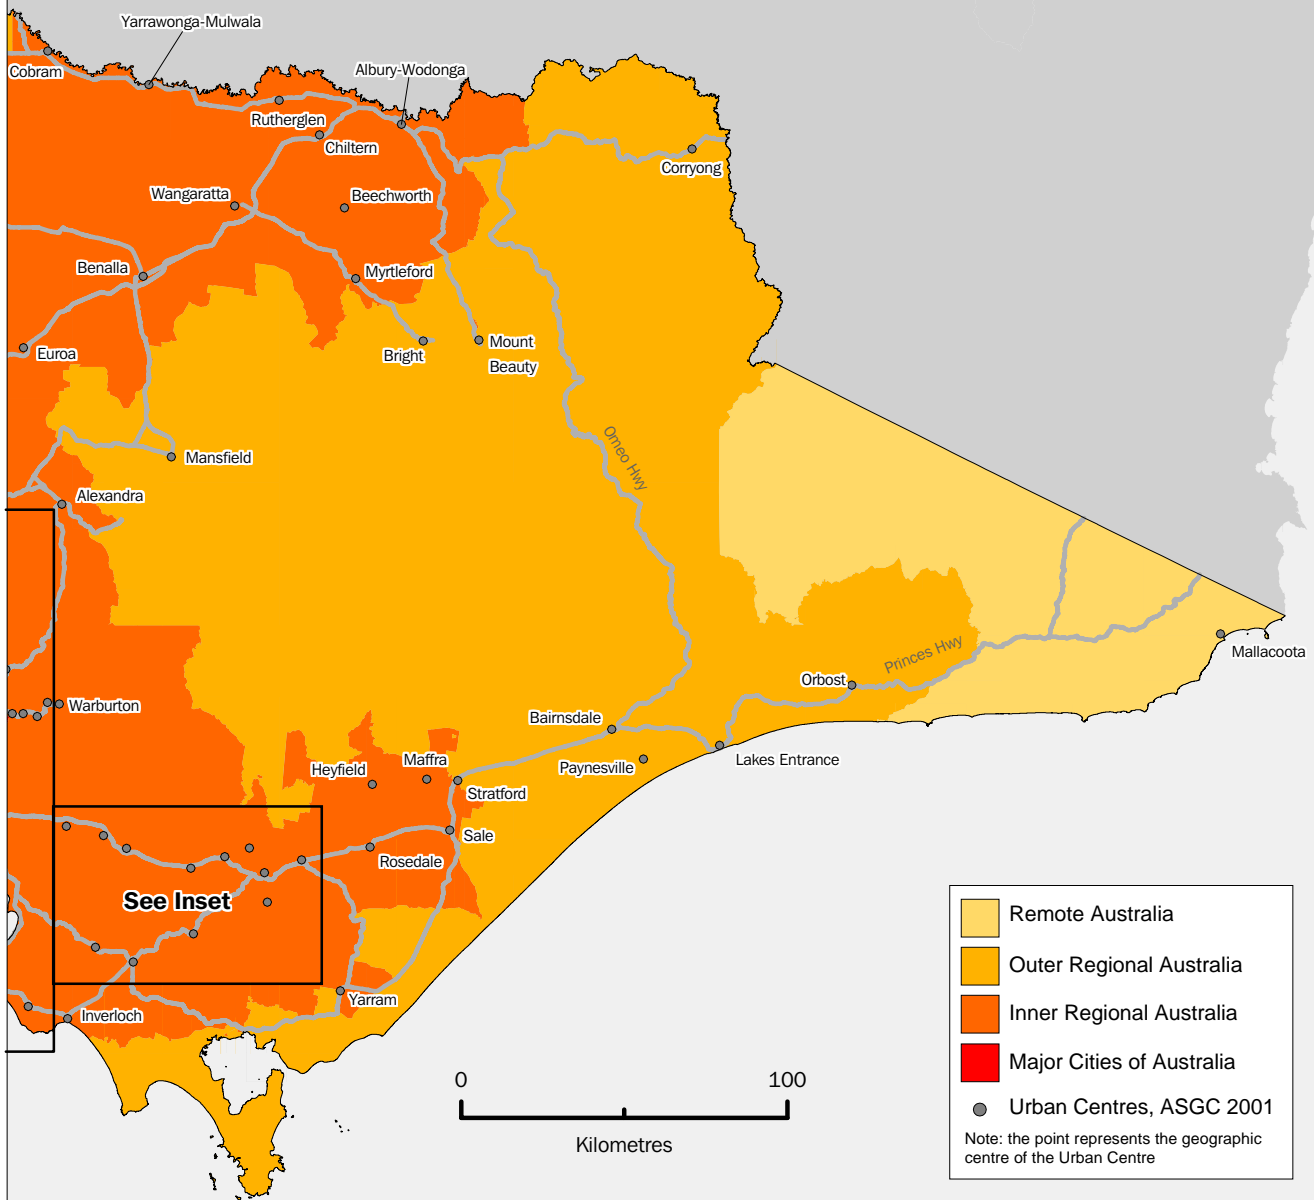 Yarrawonga-Mulwala
Cobram
Albury-Wodonga
Rutherglen
Chiltern
Corryong
Wangaratta
Beechworth
Benalla
Myrtleford
Euroa
Bright
Mount
Beauty
Omeo Hwy
Mansfield
Alexandra
Princes Hwy
Mallacoota
Orbost
Warburton
Bairnsdale
Lakes Entrance
Paynesville
Maffra
Heyfield
Stratford
Sale
Rosedale
See Inset
Yarram
Inverloch
0 100
Kilometres
Remote Australia
Outer Regional Australia
Inner Regional Australia
Major Cities of Australia
Urban Centres, ASGC 2001
Note: the point represents the geographic
centre of the Urban Centre